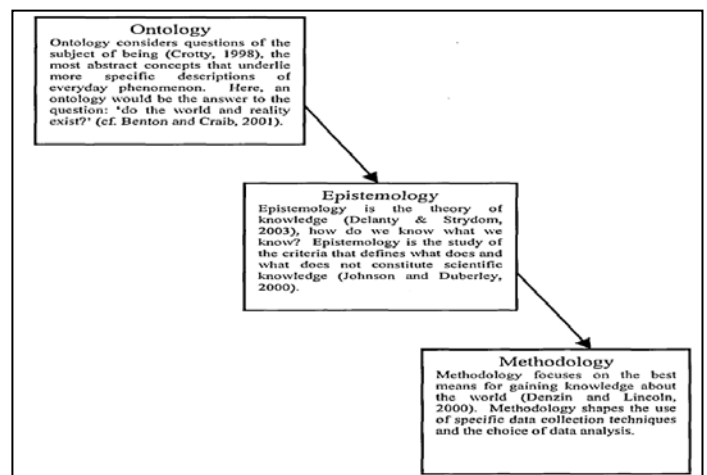 Ontology
Ontology considers questions of the
subject of being (Crotty, 1998), the
most abstract concepts that underlie
more specific descriptions of
everyday phenomenon. Here, an
ontology would be the answer to the
question: 'do the world and reality
exist?' (cf. Benton and Craib, 2001).
Epistemology
Epistemology is the theory of
knowledge (Delanty & Strydom,
2003), how do we know what we
know? Epistemology is the study of
the criteria that defines what does and
what does not constitute scientific
knowledge (Johnson and Duberley,
2000).
Methodology
Methodology focuses on the best
means for gaining knowledge about
the world (Denzin and Lincoln,
2000). Methodology shapes the use
of specific data collection techniques
and the choice of data analysis.